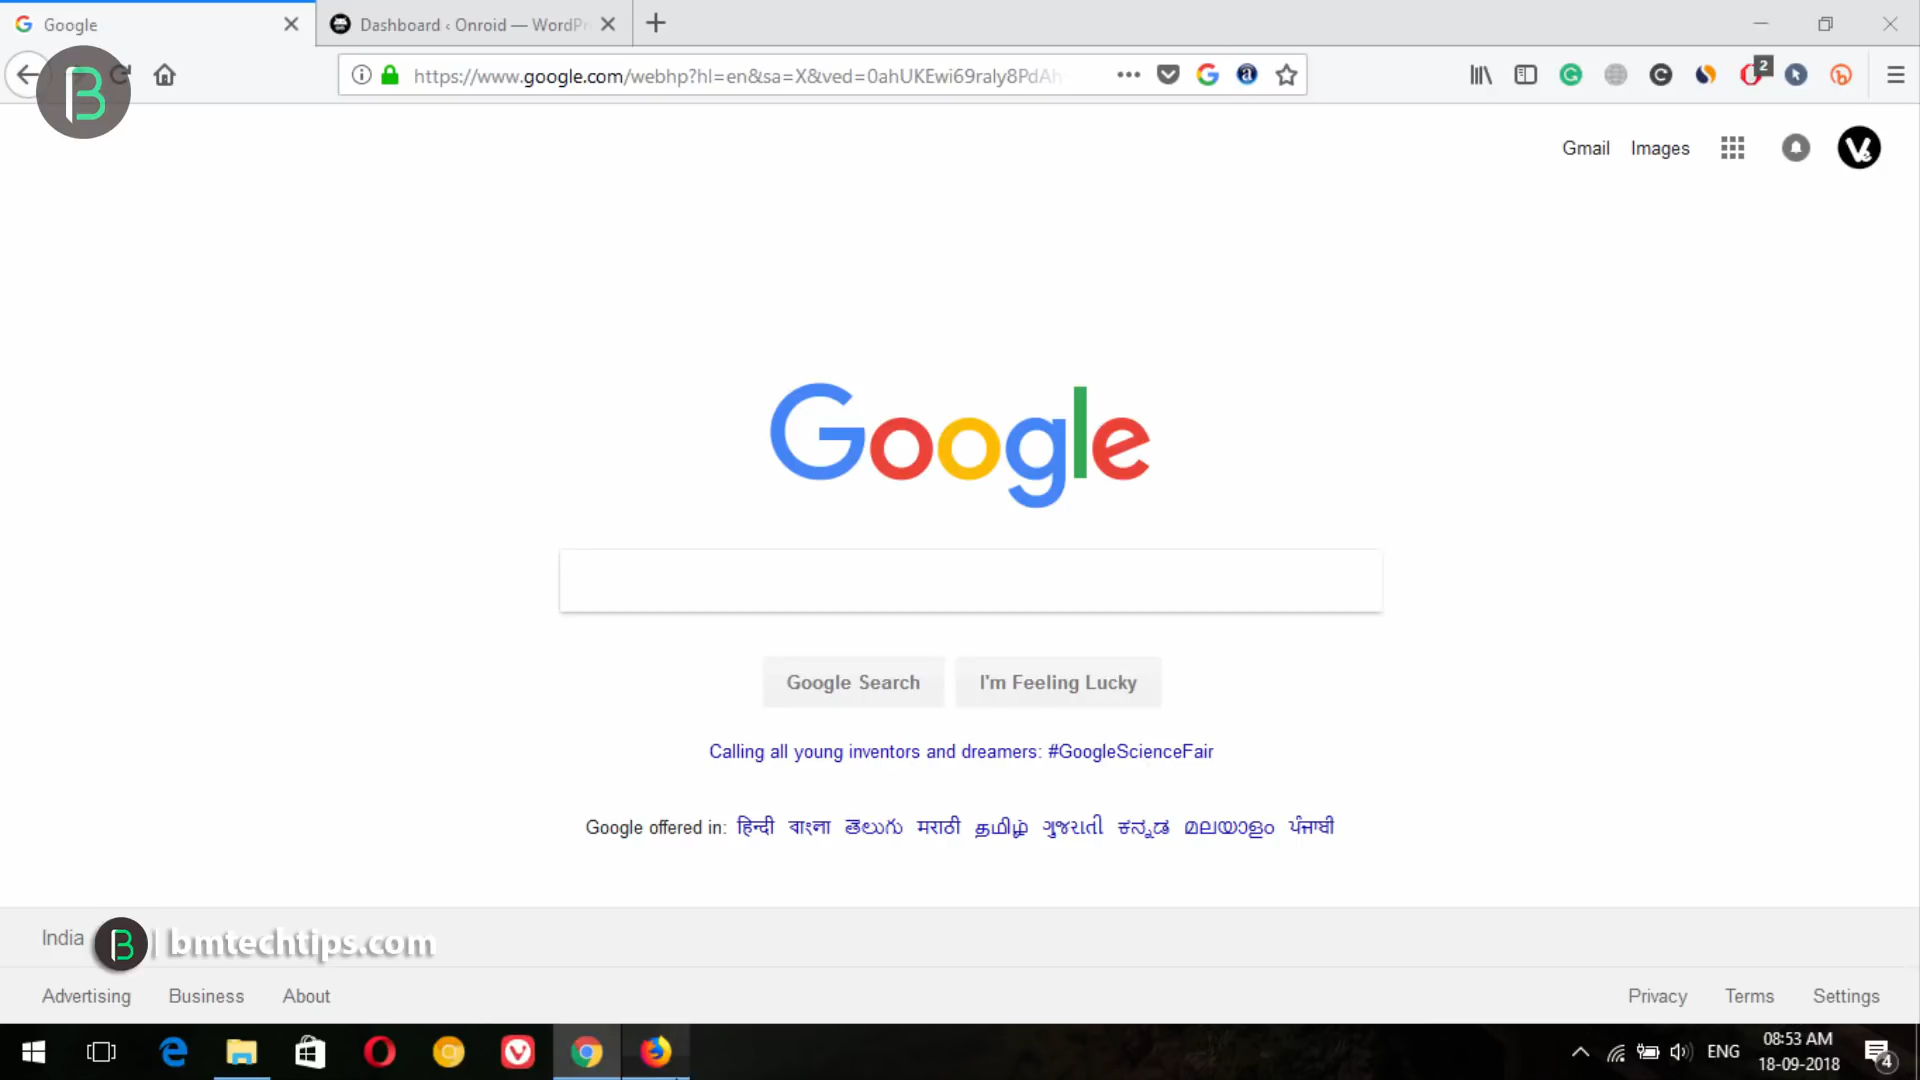 Google
Dashboard ‹ Onroid — WordPr
https://www.google.com/webhp?hl=en&sa=X&ved=0ahUKEwi69raly8PdAh
2
Gmail Images
Google
Google Search
I'm Feeling Lucky
Calling all young inventors and dreamers: #GoogleScienceFair
Google offered in: हिन्दी বাংলা తెలుగు मराठी தமிழ் ગુજરાતી ಕನ್ನಡ മലയാളം ਪੰਜਾਬੀ
India
| bmtechtips.com
Advertising Business About
Privacy Terms Settings
ENG
08:53 AM
18-09-2018
4